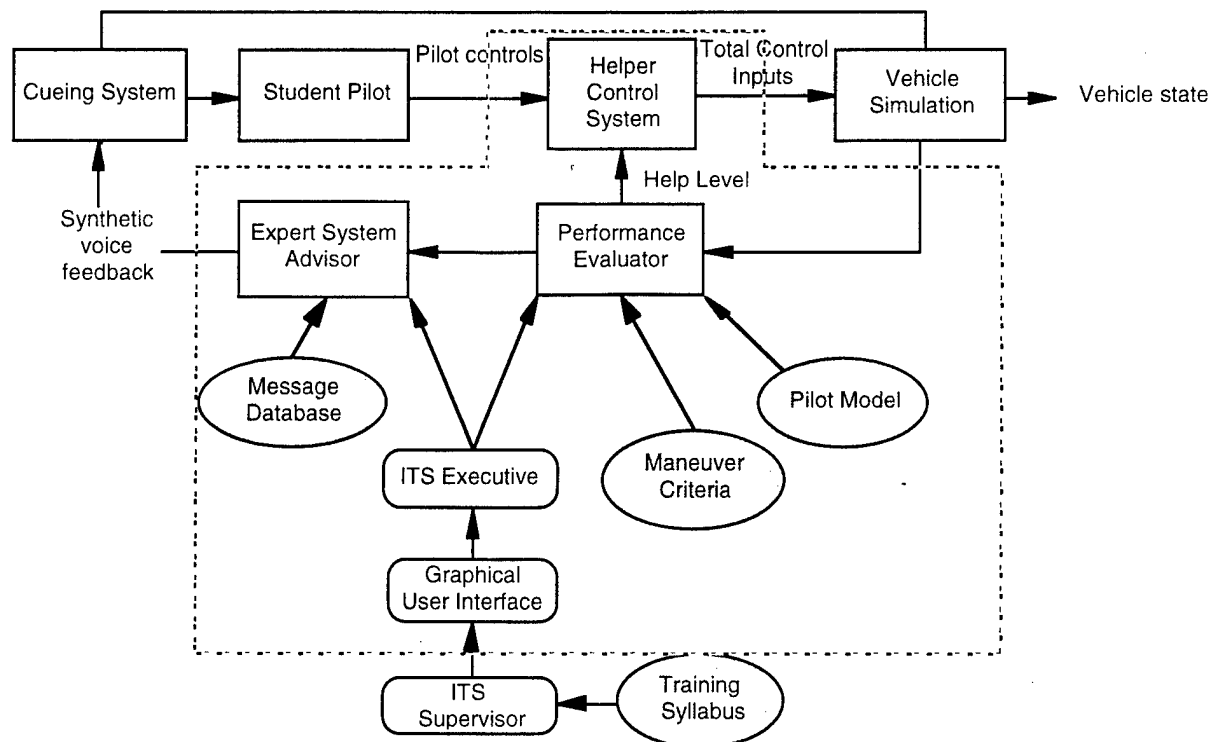 Pilot controls
Total Control
Inputs
Cueing System
Student Pilot
Helper
Control
System
Vehicle
Simulation
Vehicle state
Help Level
Synthetic
voice
feedback
Expert System
Advisor
Performance
Evaluator
Message
Database
Pilot Model
ITS Executive
Maneuver
Criteria
Graphical
User Interface
ITS
Supervisor
Training
Syllabus